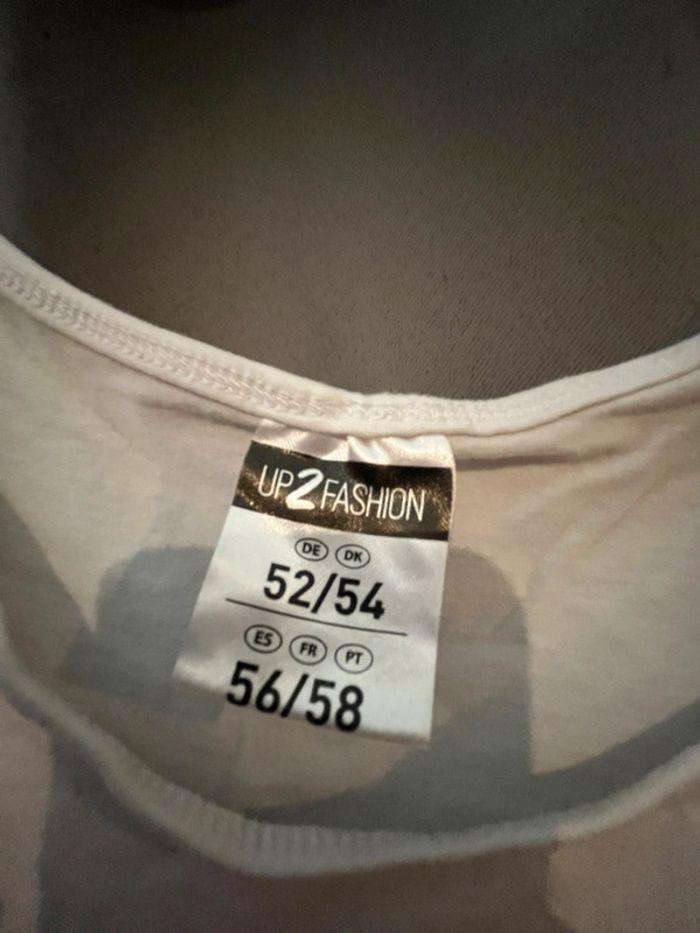 UP2FASHION
DE DK
52/54
ES FR PT
56/58